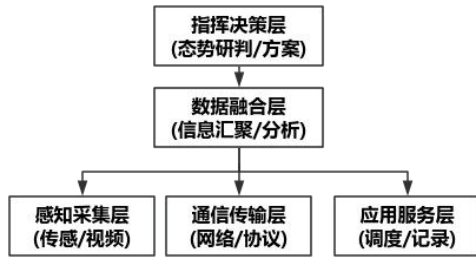 指挥决策层
(态势研判/方案)
数据融合层
(信息汇聚/分析)
感知采集层
(传感/视频)
通信传输层
(网络/协议)
应用服务层
(调度/记录)